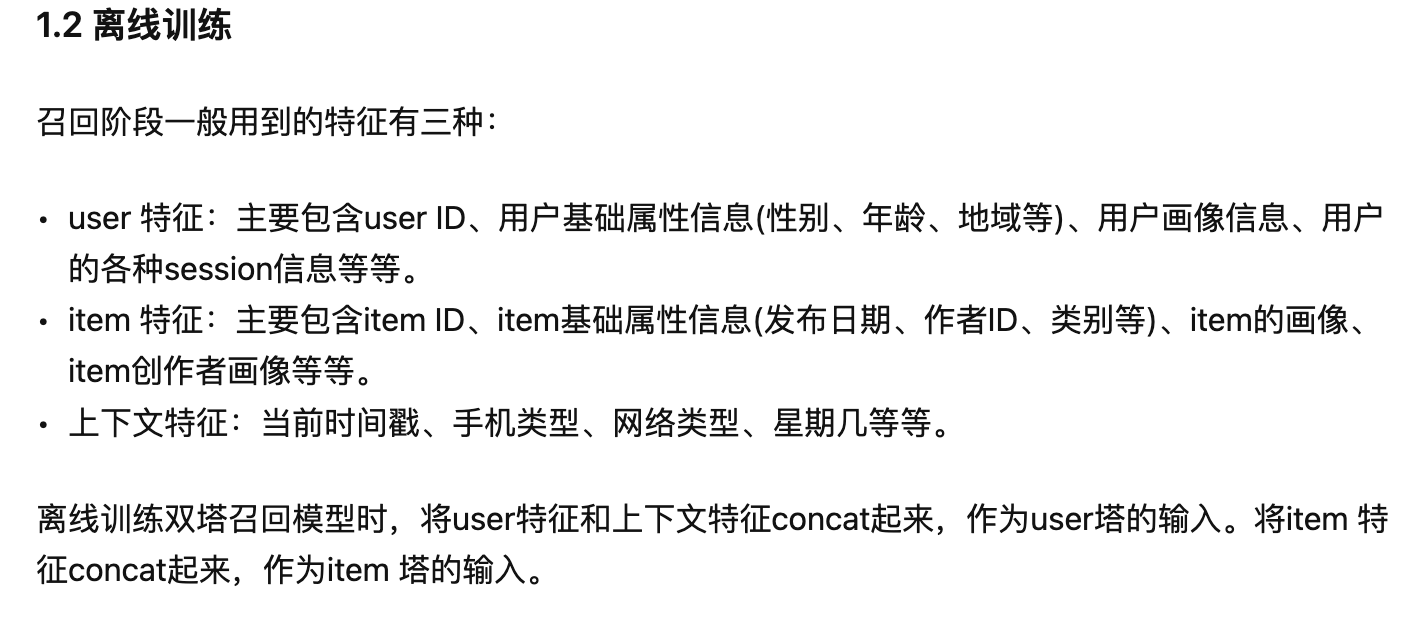 1.2 离线训练
召回阶段一般用到的特征有三种：
• user 特征：主要包含user ID、用户基础属性信息(性别、年龄、地域等)、用户画像信息、用户
的各种session信息等等。
• item 特征：主要包含item ID、item基础属性信息(发布日期、作者ID、类别等)、item的画像、
item创作者画像等等。
• 上下文特征：当前时间戳、手机类型、网络类型、星期几等等。
离线训练双塔召回模型时，将user特征和上下文特征concat起来，作为user塔的输入。将item 特
征concat起来，作为item 塔的输入。